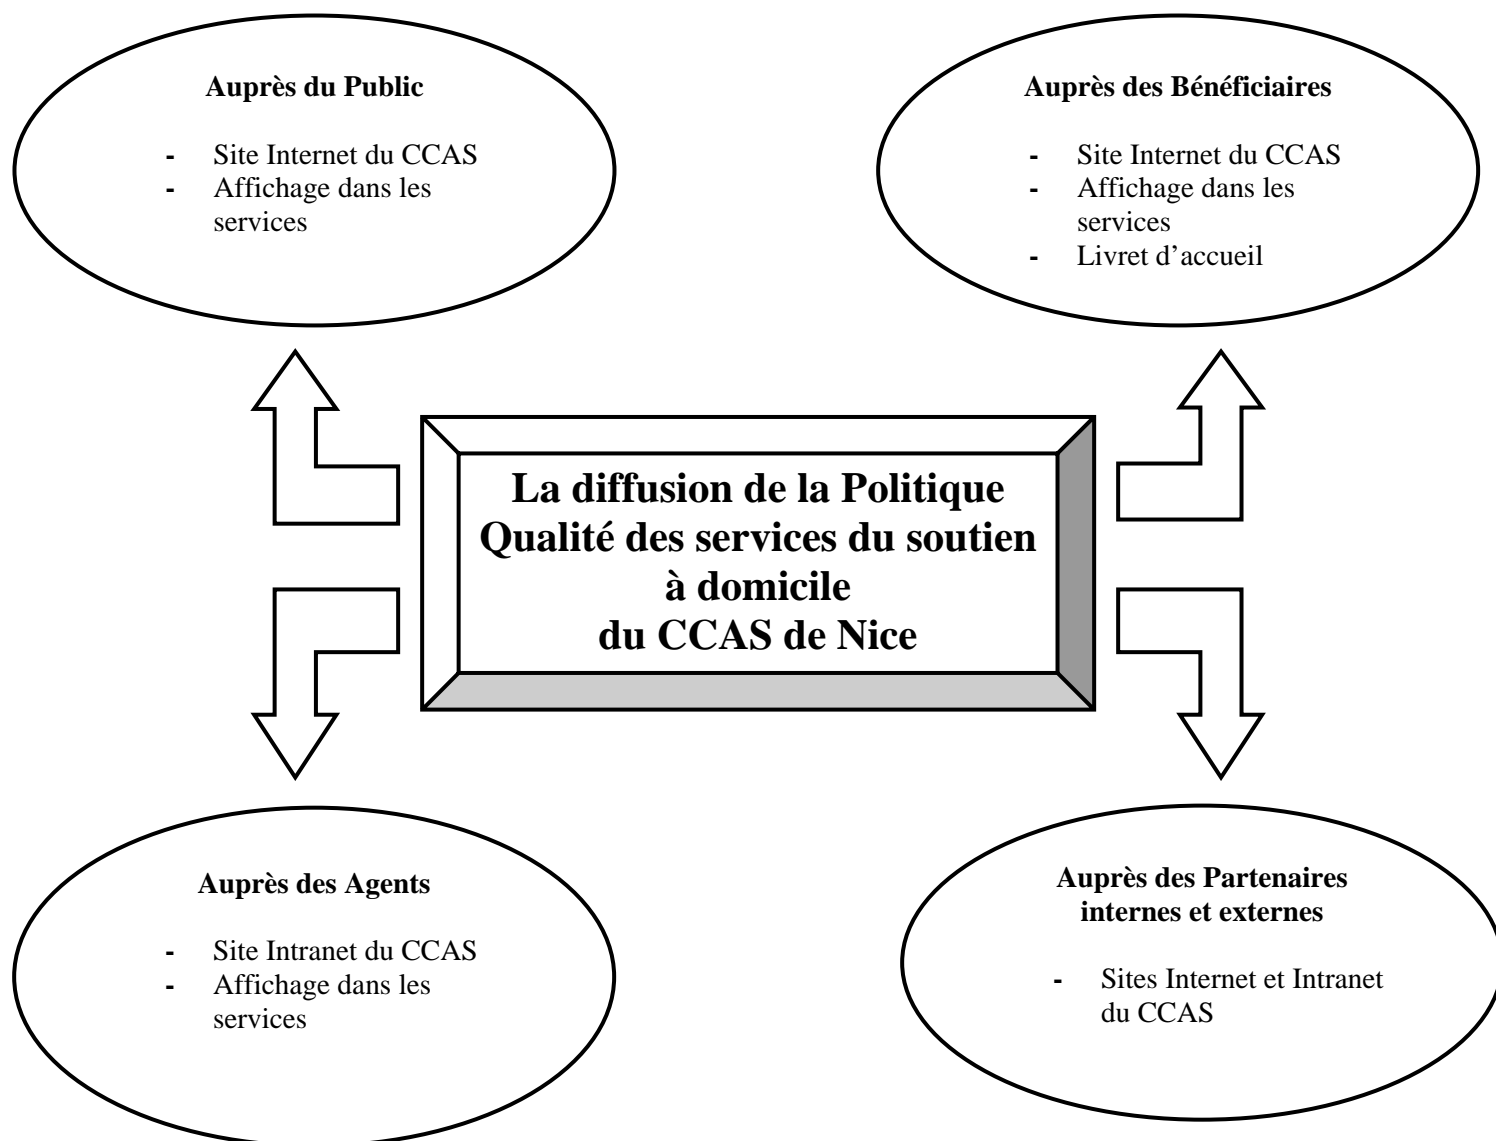 Auprès du Public
- Site Internet du CCAS
- Affichage dans les
services
Auprès des Bénéficiaires
- Site Internet du CCAS
- Affichage dans les
services
- Livret d’accueil
La diffusion de la Politique
Qualité des services du soutien
à domicile
du CCAS de Nice
Auprès des Agents
- Site Intranet du CCAS
- Affichage dans les
services
Auprès des Partenaires
internes et externes
- Sites Internet et Intranet
du CCAS